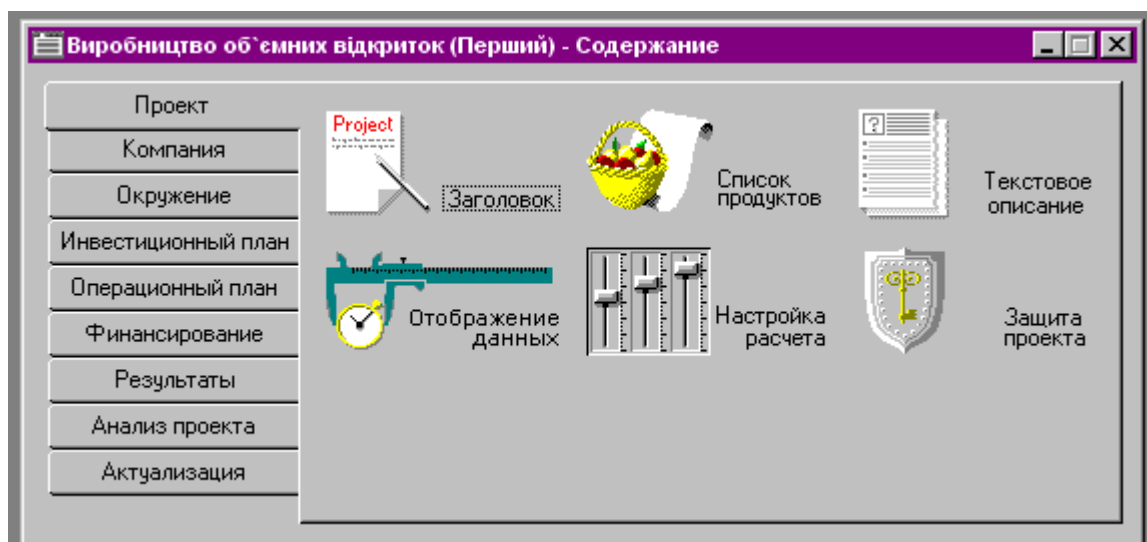 Виробництво об`ємних відкриток (Перший) - Содержание
Проект
Компания
Окружение
Инвестиционный план
Операционный план
Финансирование
Результаты
Анализ проекта
Актуализация
Project
Заголовок
Список
продуктов
?
Текстовое
описание
Отображение
данных
Настройка
расчета
Защита
проекта